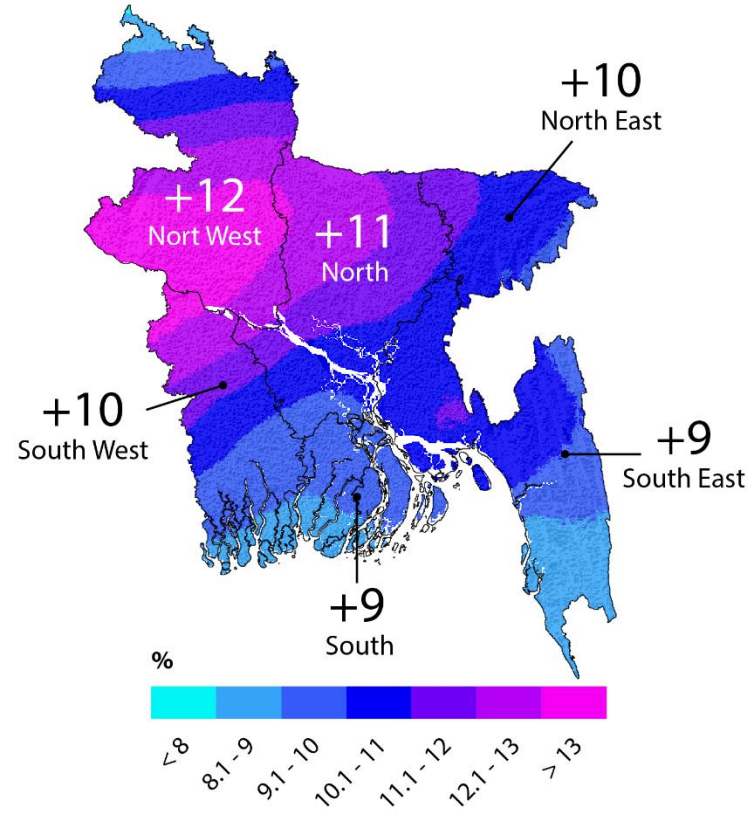 +10
North East
+12
Nort West
+11
North
+10
South West
+9
South East
+9
South
%
< 8
8.1 - 9
9.1 - 10
10.1 - 11
11.1 - 12
12.1 - 13
> 13